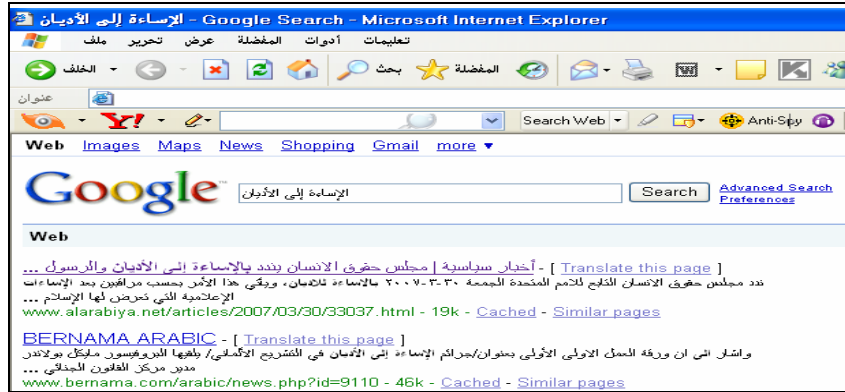 الإساءة إلى الأديان - Google Search - Microsoft Internet Explorer
ملف تحرير عرض المفضلة أدوات تعليمات
الخلف بحث المفضلة
عنوان
Y! Search Web Anti-Spy
Web Images Maps News Shopping Gmail more ▼
Google الإساءة إلى الأديان Search Advanced Search
Preferences
Web
أخبار سياسية | مجلس حقوق الانسان يندد بالإساءة إلى الأديان والرسول ... - [ Translate this page ]
ندد مجلس حقوق الانسان التابع للامم المتحدة الجمعة ٣٠-٣-٢٠٠٧ بالاساءة للاديان، ويأتي هذا الأمر بحسب مراقبين بعد الإساءات
الإعلامية التي تعرض لها الإسلام ...
www.alarabiya.net/articles/2007/03/30/33037.html - 19k - Cached - Similar pages
BERNAMA ARABIC - [ Translate this page ]
واشار الى ان ورقة العمل الاولى الأولى بعنوان/جرائم الإساءة إلى الأديان في التشريع الألماني/ يلقيها البروفيسور مايكل بولاندر
مدير مركز القانون الجنائي ...
www.bernama.com/arabic/news.php?id=9110 - 46k - Cached - Similar pages